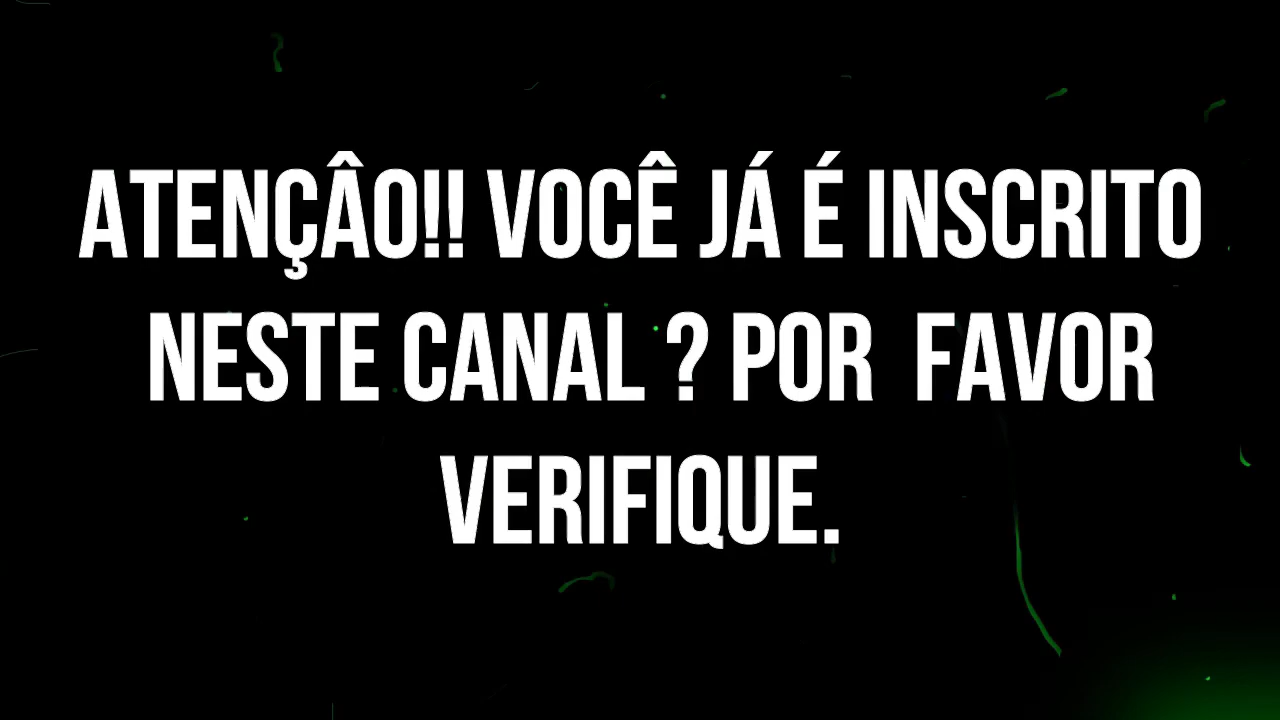 ATENÇÂO!! VOCÊ JÁ É INSCRITO
NESTE CANAL ? POR  FAVOR
VERIFIQUE.